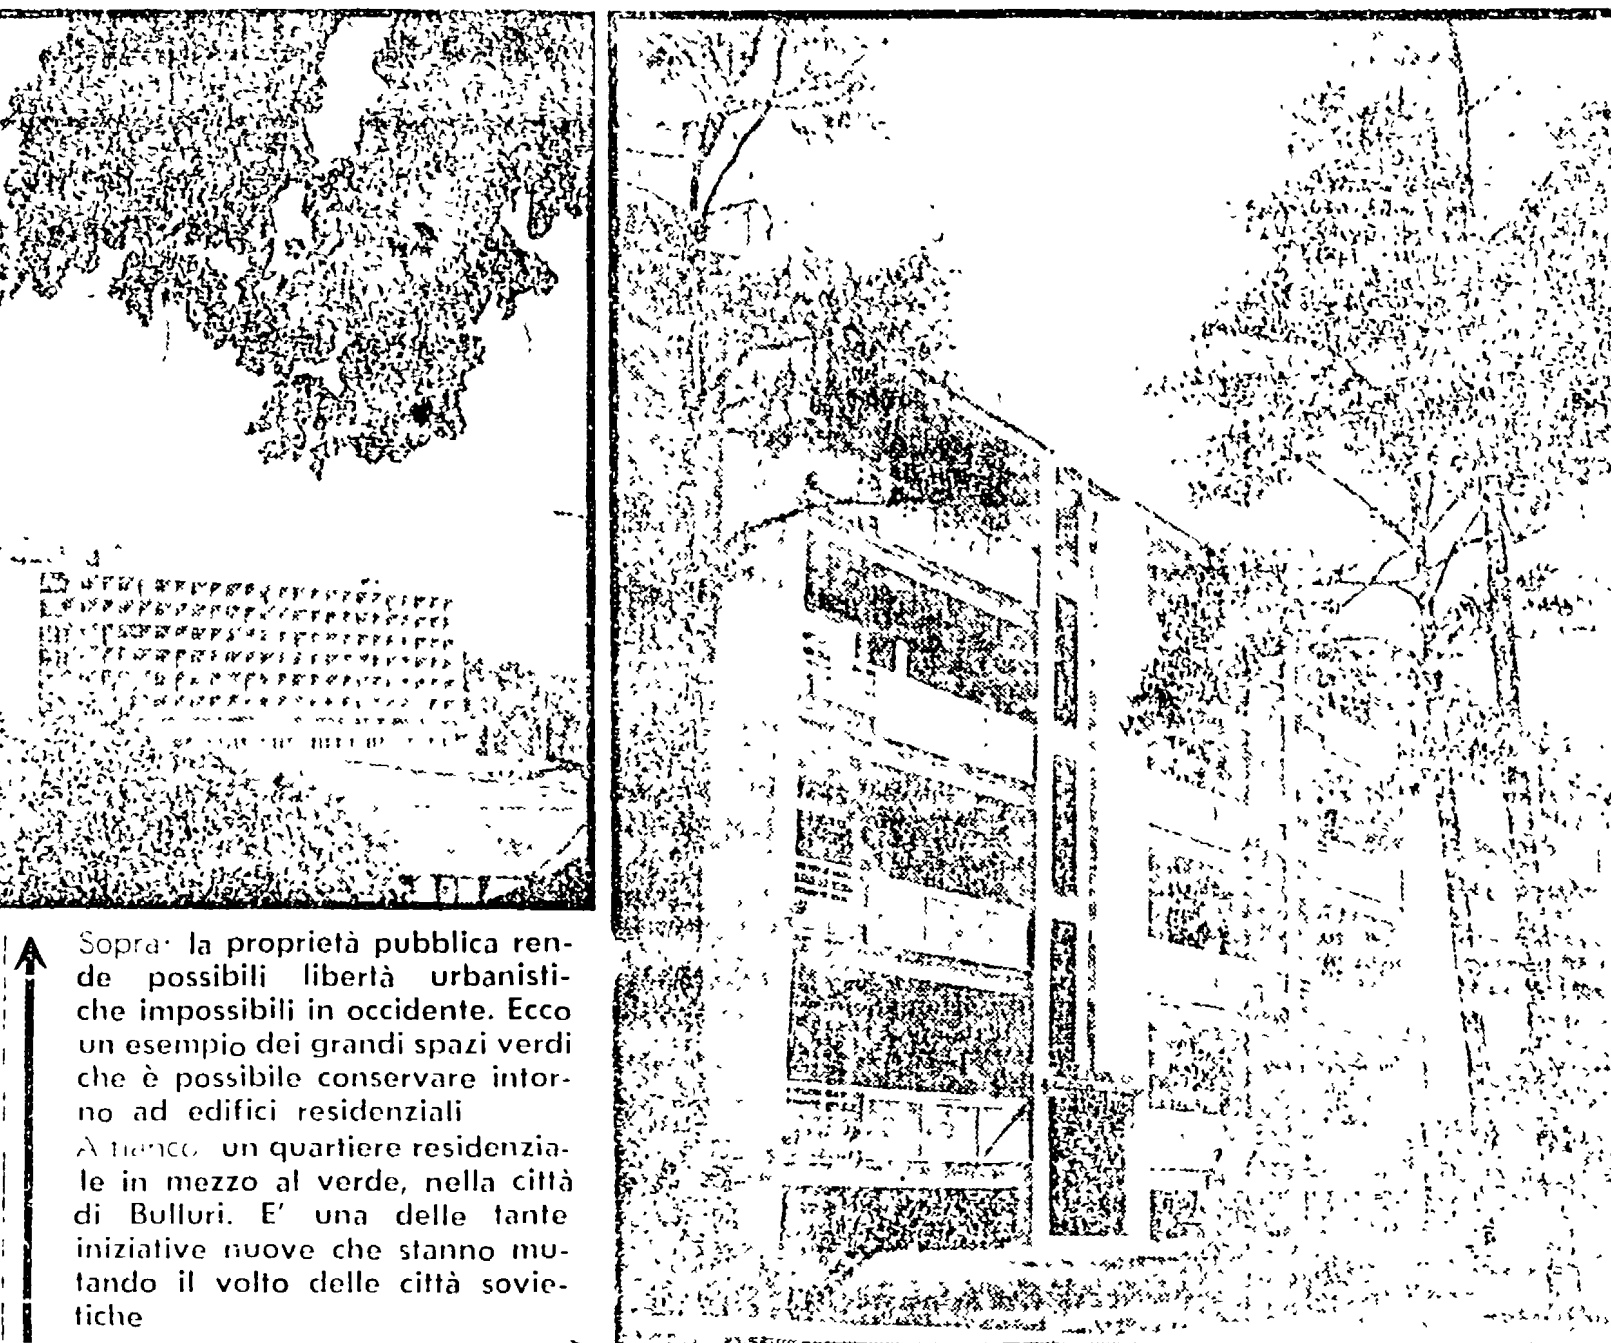 Sopra: la proprietà pubblica ren-
de possibili libertà urbanisti-
che impossibili in occidente. Ecco
un esempio dei grandi spazi verdi
che è possibile conservare intor-
no ad edifici residenziali
A fianco un quartiere residenzia-
le in mezzo al verde, nella città
di Bulluri. E' una delle tante
iniziative nuove che stanno mu-
tando il volto delle città sovie-
tiche